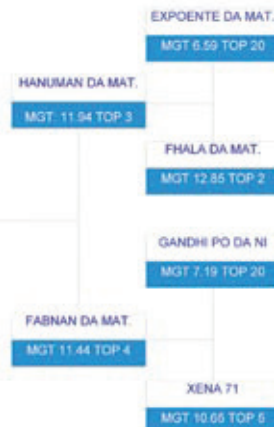 EXPOENTE DA MAT.
MGT 6.59 TOP 20
HANUMAN DA MAT.
MGT: 11.94 TOP 3
FHALA DA MAT.
MGT 12.85 TOP 2
GANDHI PO DA NI
MGT 7.19 TOP 20
FABNAN DA MAT.
MGT 11.44 TOP 4
XENA 71
MGT 10.65 TOP 5